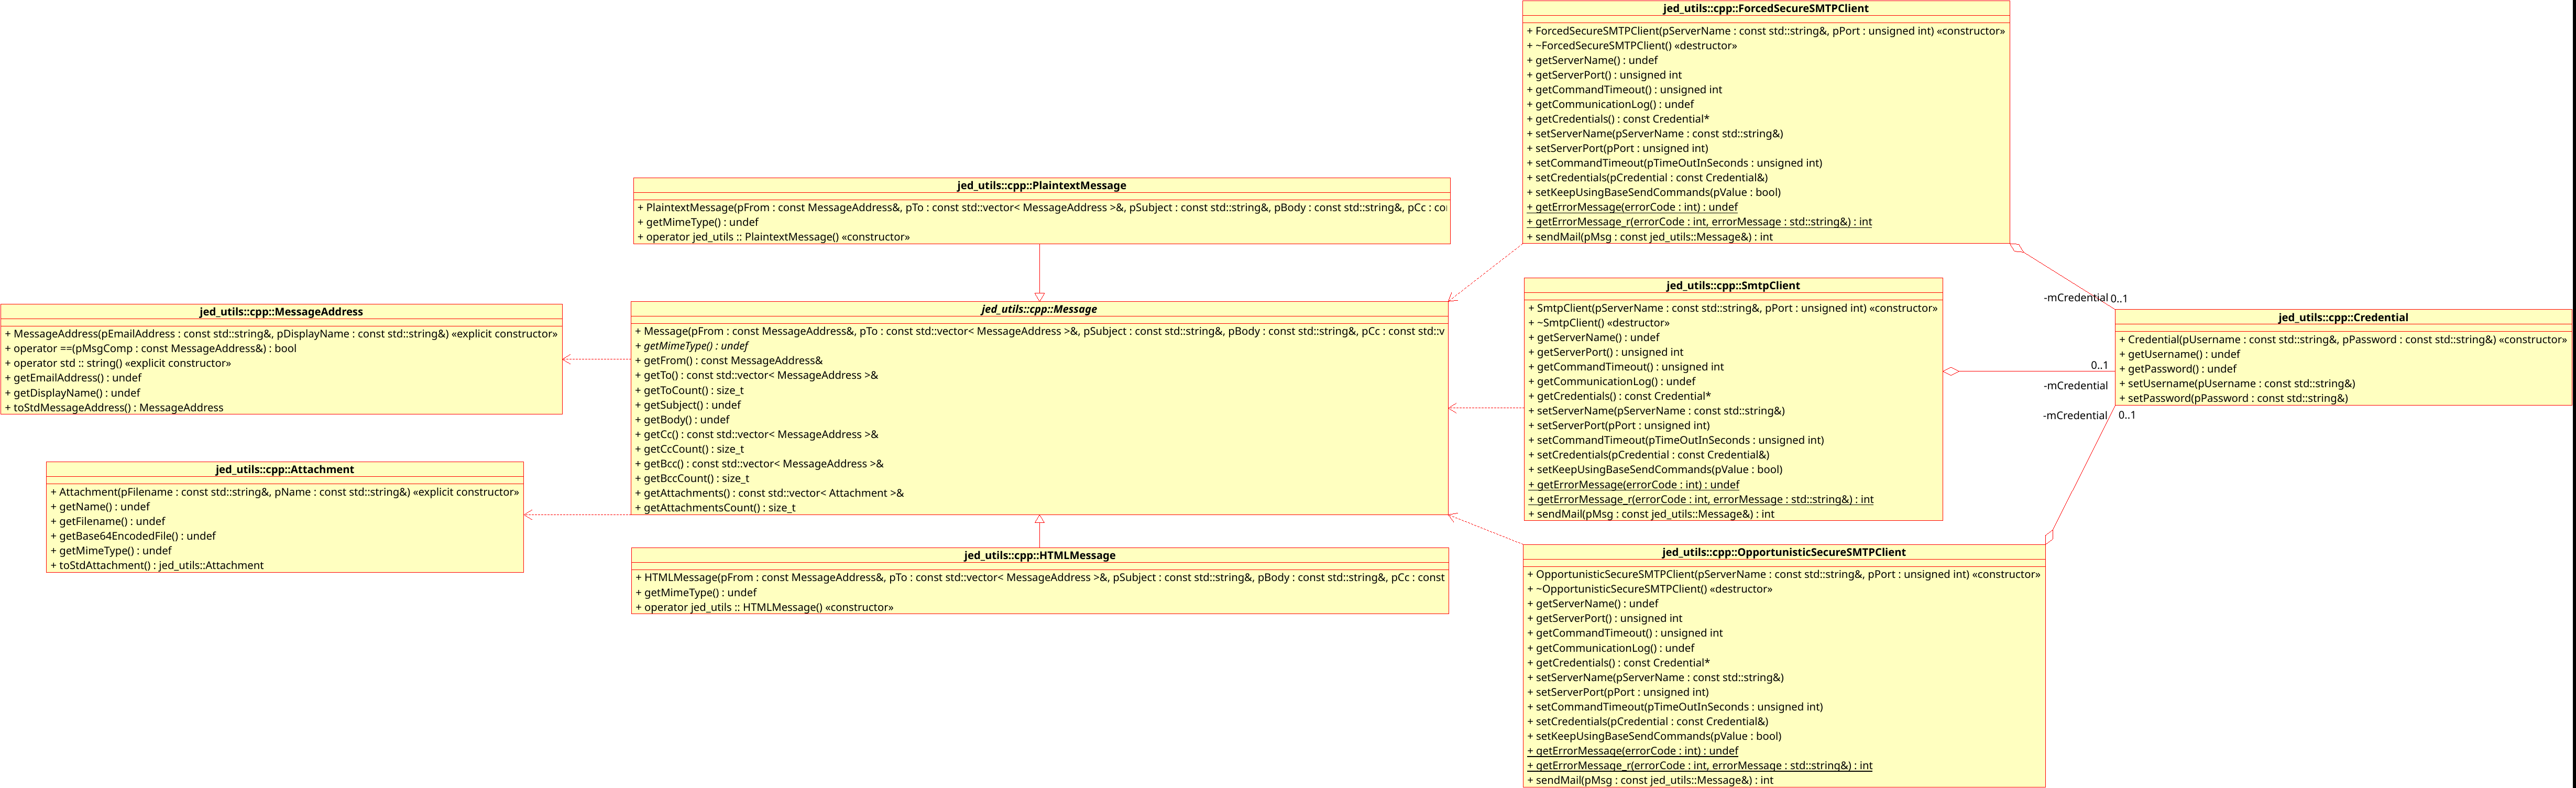 jed_utils::cpp::ForcedSecureSMTPClient
+ ForcedSecureSMTPClient(pServerName : const std::string&, pPort : unsigned int) «constructor»
+ ~ForcedSecureSMTPClient() «destructor»
+ getServerName() : undef
+ getServerPort() : unsigned int
+ getCommandTimeout() : unsigned int
+ getCommunicationLog() : undef
+ getCredentials() : const Credential*
+ setServerName(pServerName : const std::string&)
+ setServerPort(pPort : unsigned int)
+ setCommandTimeout(pTimeOutInSeconds : unsigned int)
+ setCredentials(pCredential : const Credential&)
+ setKeepUsingBaseSendCommands(pValue : bool)
+ getErrorMessage(errorCode : int) : undef
+ getErrorMessage_r(errorCode : int, errorMessage : std::string&) : int
+ sendMail(pMsg : const jed_utils::Message&) : int
jed_utils::cpp::PlaintextMessage
+ PlaintextMessage(pFrom : const MessageAddress&, pTo : const std::vector< MessageAddress >&, pSubject : const std::string&, pBody : const std::string&, pCc : con
+ getMimeType() : undef
+ operator jed_utils :: PlaintextMessage() «constructor»
jed_utils::cpp::MessageAddress
+ MessageAddress(pEmailAddress : const std::string&, pDisplayName : const std::string&) «explicit constructor»
+ operator ==(pMsgComp : const MessageAddress&) : bool
+ operator std :: string() «explicit constructor»
+ getEmailAddress() : undef
+ getDisplayName() : undef
+ toStdMessageAddress() : MessageAddress
jed_utils::cpp::Message
+ Message(pFrom : const MessageAddress&, pTo : const std::vector< MessageAddress >&, pSubject : const std::string&, pBody : const std::string&, pCc : const std::v
+ getMimeType() : undef
+ getFrom() : const MessageAddress&
+ getTo() : const std::vector< MessageAddress >&
+ getToCount() : size_t
+ getSubject() : undef
+ getBody() : undef
+ getCc() : const std::vector< MessageAddress >&
+ getCcCount() : size_t
+ getBcc() : const std::vector< MessageAddress >&
+ getBccCount() : size_t
+ getAttachments() : const std::vector< Attachment >&
+ getAttachmentsCount() : size_t
jed_utils::cpp::SmtpClient
+ SmtpClient(pServerName : const std::string&, pPort : unsigned int) «constructor»
+ ~SmtpClient() «destructor»
+ getServerName() : undef
+ getServerPort() : unsigned int
+ getCommandTimeout() : unsigned int
+ getCommunicationLog() : undef
+ getCredentials() : const Credential*
+ setServerName(pServerName : const std::string&)
+ setServerPort(pPort : unsigned int)
+ setCommandTimeout(pTimeOutInSeconds : unsigned int)
+ setCredentials(pCredential : const Credential&)
+ setKeepUsingBaseSendCommands(pValue : bool)
+ getErrorMessage(errorCode : int) : undef
+ getErrorMessage_r(errorCode : int, errorMessage : std::string&) : int
+ sendMail(pMsg : const jed_utils::Message&) : int
-mCredential 0..1
0..1
-mCredential
-mCredential 0..1
jed_utils::cpp::Credential
+ Credential(pUsername : const std::string&, pPassword : const std::string&) «constructor»
+ getUsername() : undef
+ getPassword() : undef
+ setUsername(pUsername : const std::string&)
+ setPassword(pPassword : const std::string&)
jed_utils::cpp::Attachment
+ Attachment(pFilename : const std::string&, pName : const std::string&) «explicit constructor»
+ getName() : undef
+ getFilename() : undef
+ getBase64EncodedFile() : undef
+ getMimeType() : undef
+ toStdAttachment() : jed_utils::Attachment
jed_utils::cpp::HTMLMessage
+ HTMLMessage(pFrom : const MessageAddress&, pTo : const std::vector< MessageAddress >&, pSubject : const std::string&, pBody : const std::string&, pCc : const
+ getMimeType() : undef
+ operator jed_utils :: HTMLMessage() «constructor»
jed_utils::cpp::OpportunisticSecureSMTPClient
+ OpportunisticSecureSMTPClient(pServerName : const std::string&, pPort : unsigned int) «constructor»
+ ~OpportunisticSecureSMTPClient() «destructor»
+ getServerName() : undef
+ getServerPort() : unsigned int
+ getCommandTimeout() : unsigned int
+ getCommunicationLog() : undef
+ getCredentials() : const Credential*
+ setServerName(pServerName : const std::string&)
+ setServerPort(pPort : unsigned int)
+ setCommandTimeout(pTimeOutInSeconds : unsigned int)
+ setCredentials(pCredential : const Credential&)
+ setKeepUsingBaseSendCommands(pValue : bool)
+ getErrorMessage(errorCode : int) : undef
+ getErrorMessage_r(errorCode : int, errorMessage : std::string&) : int
+ sendMail(pMsg : const jed_utils::Message&) : int